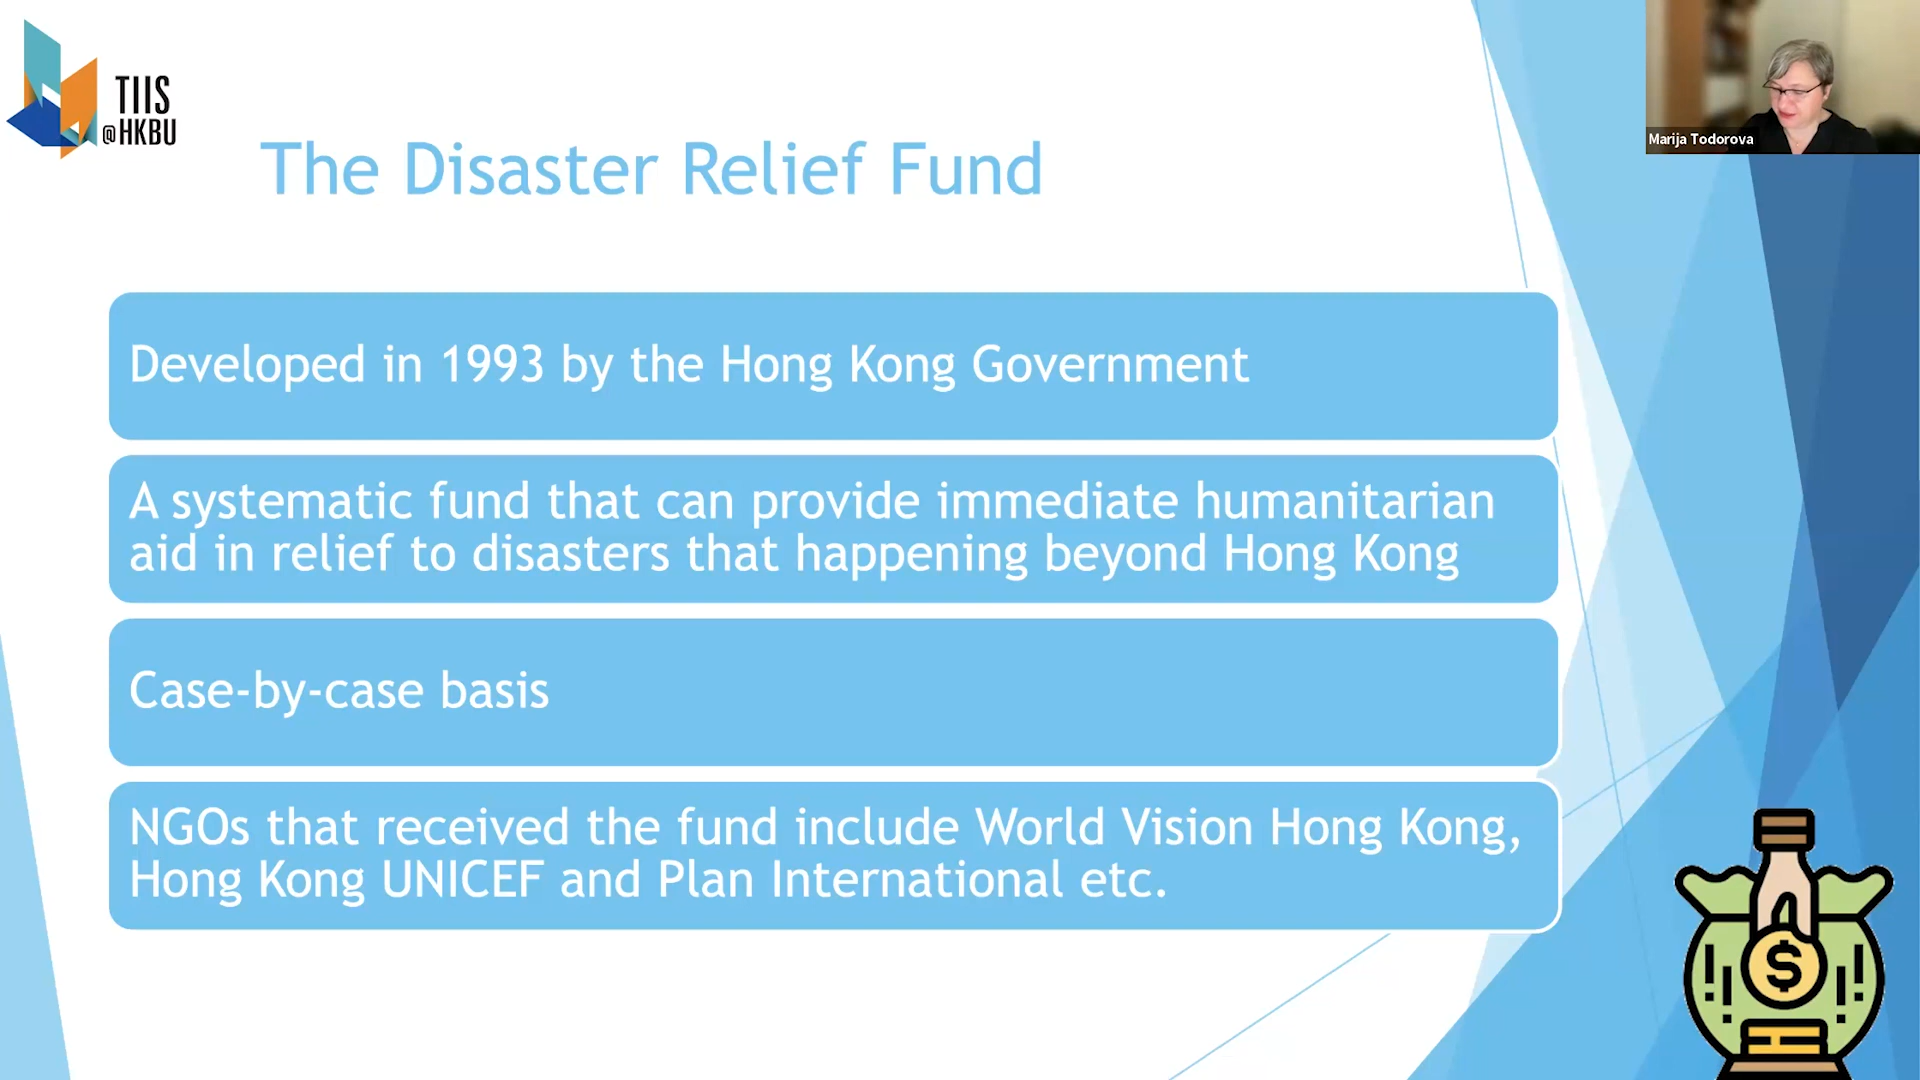 TIIS
@HKBU
The Disaster Relief Fund
Marija Todorova
Developed in 1993 by the Hong Kong Government
A systematic fund that can provide immediate humanitarian
aid in relief to disasters that happening beyond Hong Kong
Case-by-case basis
NGOs that received the fund include World Vision Hong Kong,
Hong Kong UNICEF and Plan International etc.
$